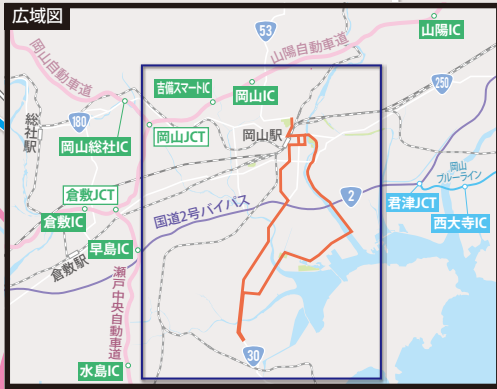 広域図
山陽IC
53
山陽自動車道
岡山自動車道
吉備スマートIC
岡山IC
250
総社駅
180
岡山総社IC
岡山JCT
岡山駅
岡山
ブルーライン
倉敷JCT
2
君津JCT
倉敷IC
国道2号バイパス
西大寺IC
早島IC
倉敷駅
瀬戸中央自動車道
水島IC
30